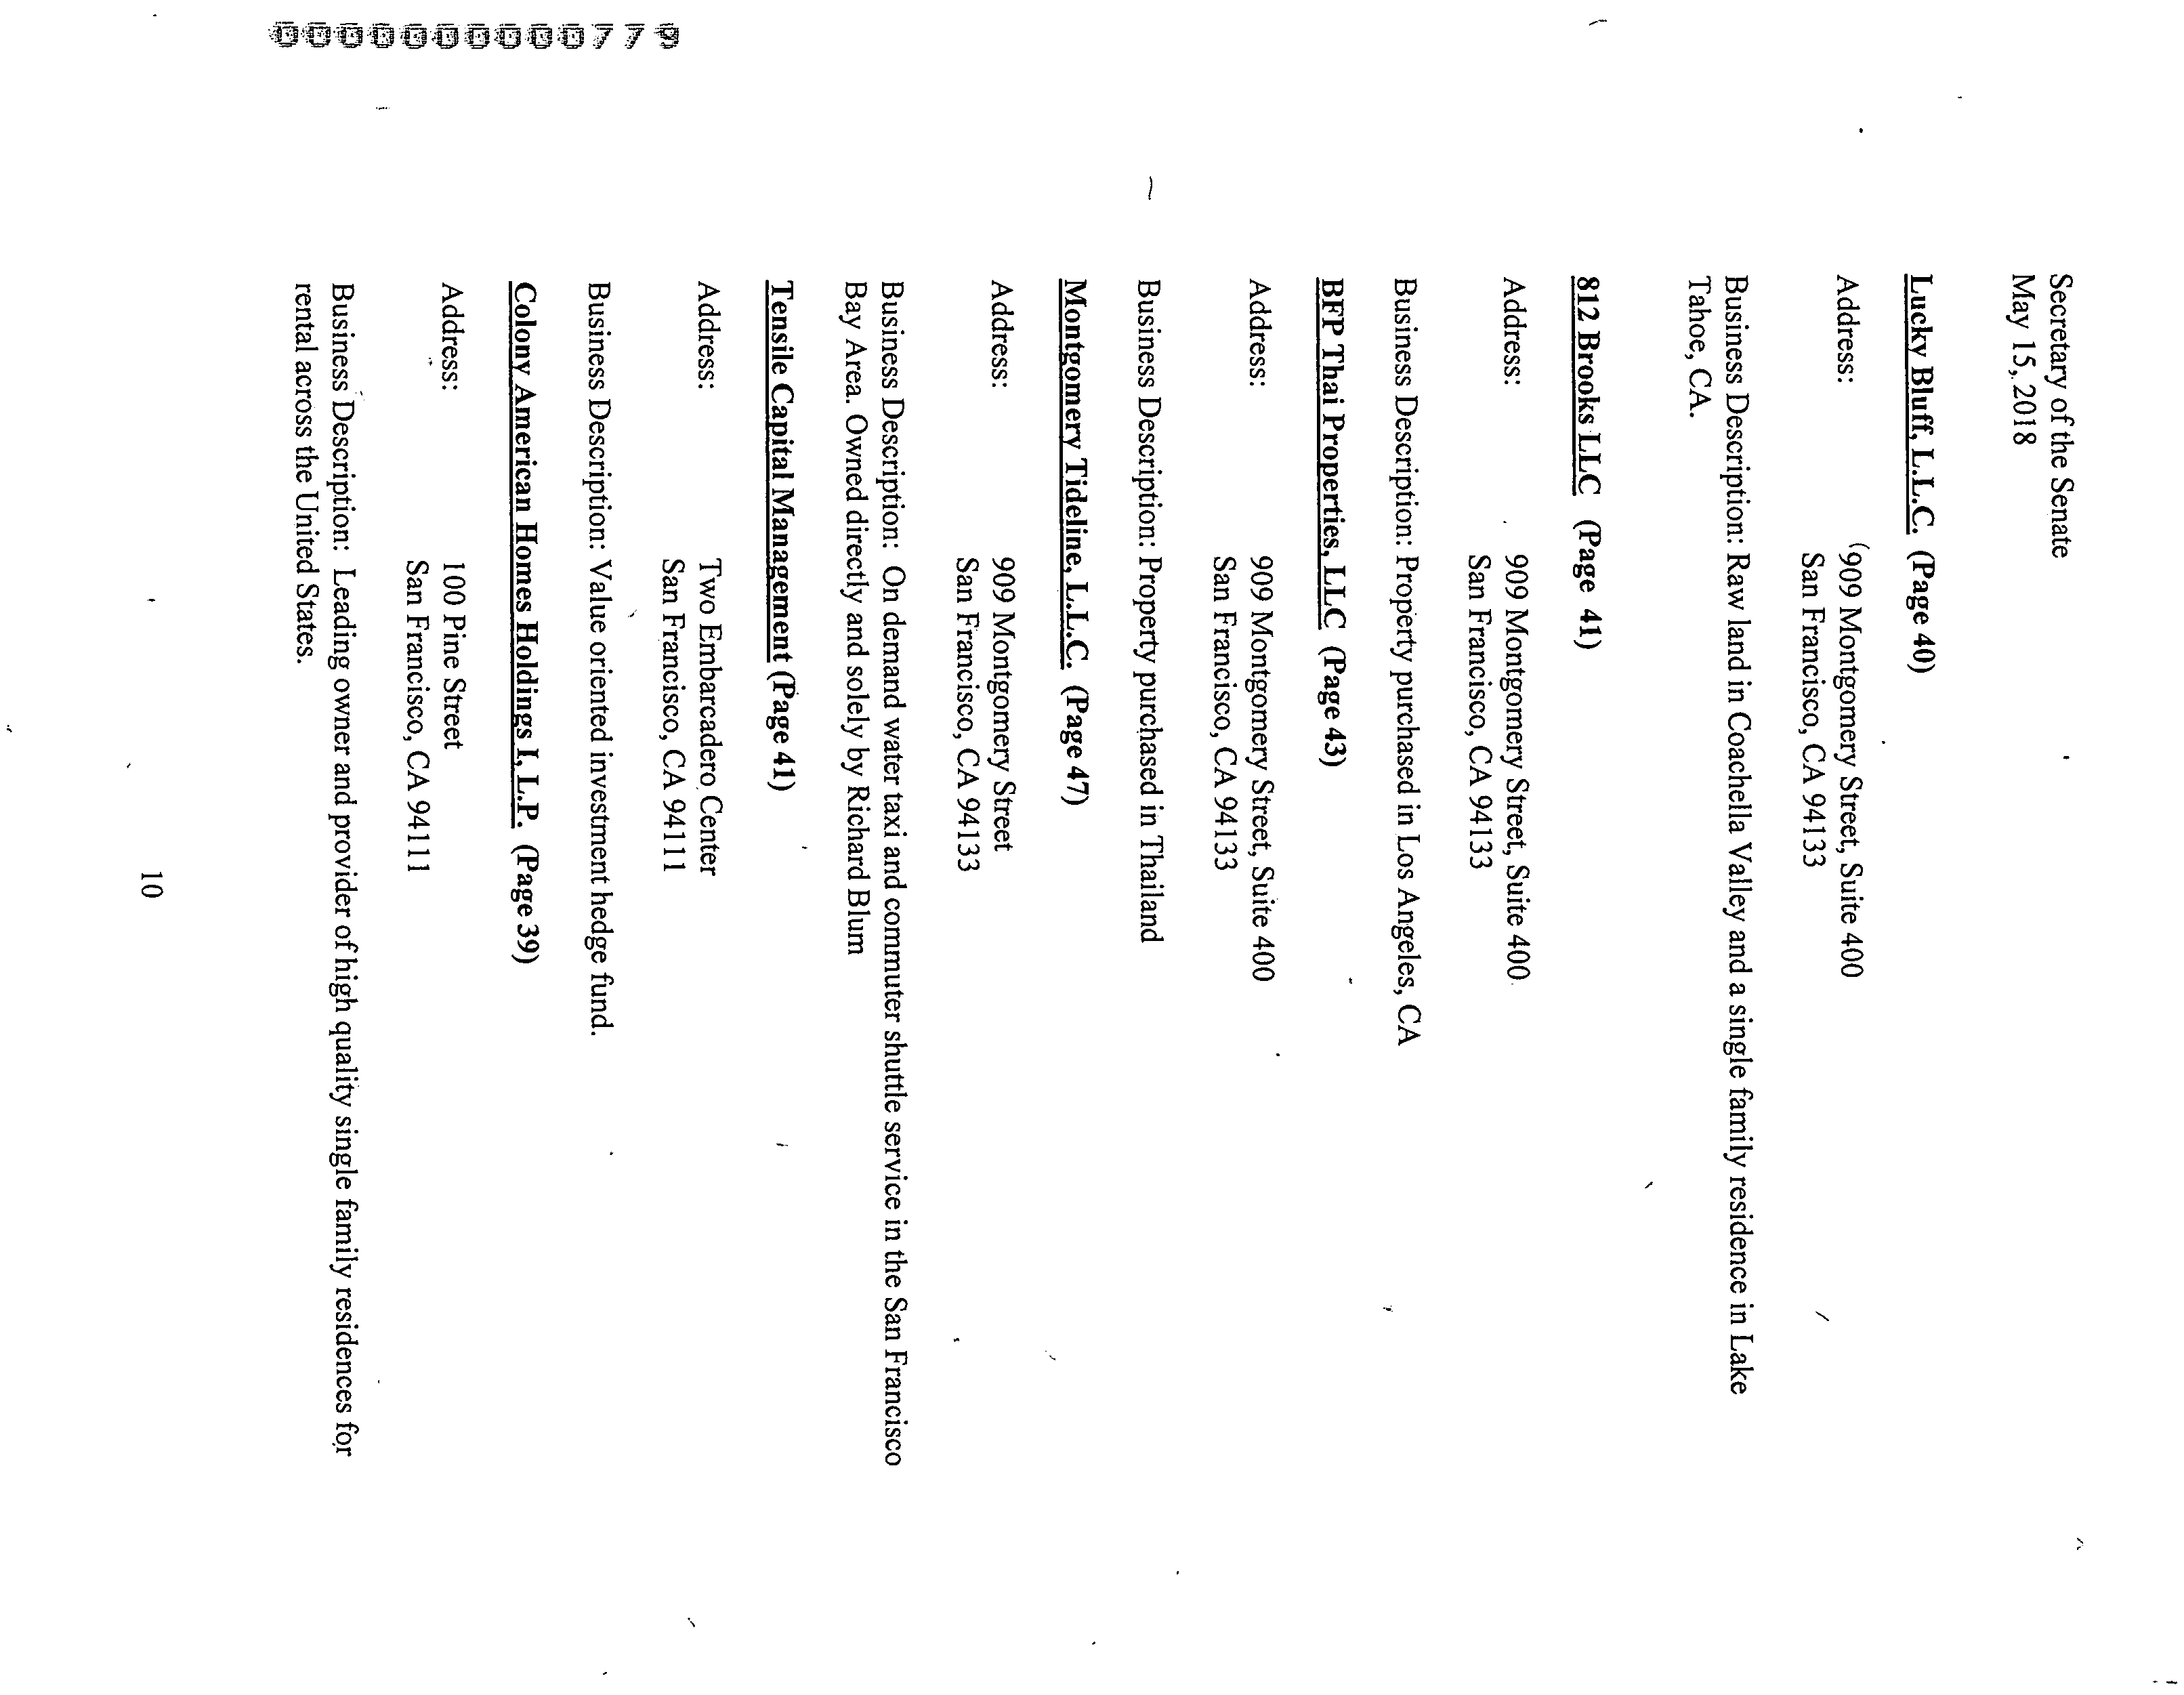 Secretary of the Senate
May 15, 2018
Lucky Bluff, L.L.C. (Page 40)
Address: 909 Montgomery Street, Suite 400
San Francisco, CA 94133
Business Description: Raw land in Coachella Valley and a single family residence in Lake
Tahoe, CA.
812 Brooks LLC (Page 41)
Address: 909 Montgomery Street, Suite 400
San Francisco, CA 94133
Business Description: Property purchased in Los Angeles, CA
BFP Thai Properties, LLC (Page 43)
Address: 909 Montgomery Street, Suite 400
San Francisco, CA 94133
Business Description: Property purchased in Thailand
Montgomery Tideline, L.L.C. (Page 47)
Address: 909 Montgomery Street
San Francisco, CA 94133
Business Description: On demand water taxi and commuter shuttle service in the San Francisco
Bay Area. Owned directly and solely by Richard Blum
Tensile Capital Management (Page 41)
Address: Two Embarcadero Center
San Francisco, CA 94111
Business Description: Value oriented investment hedge fund.
Colony American Homes Holdings I, L.P. (Page 39)
Address: 100 Pine Street
San Francisco, CA 94111
Business Description: Leading owner and provider of high quality single family residences for
rental across the United States.
10
0000000000779